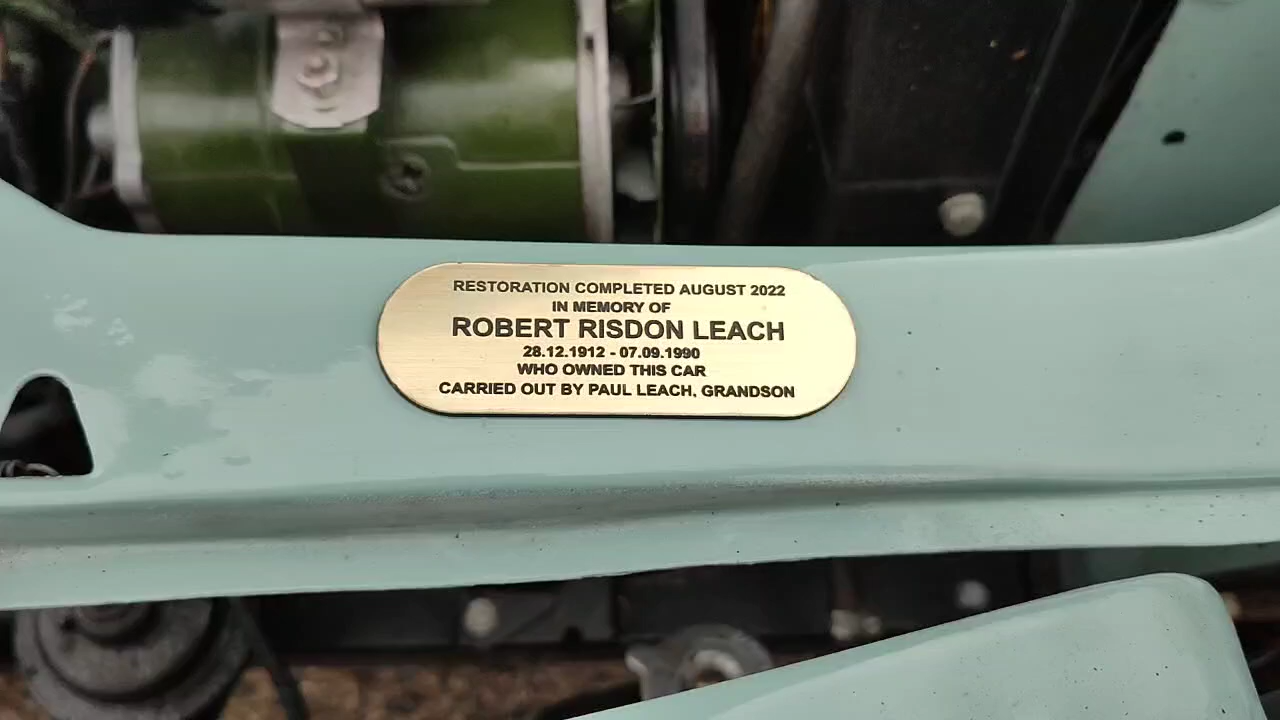 RESTORATION COMPLETED AUGUST 2022
IN MEMORY OF
ROBERT RISDON LEACH
28.12.1912 - 07.09.1990
WHO OWNED THIS CAR
CARRIED OUT BY PAUL LEACH, GRANDSON